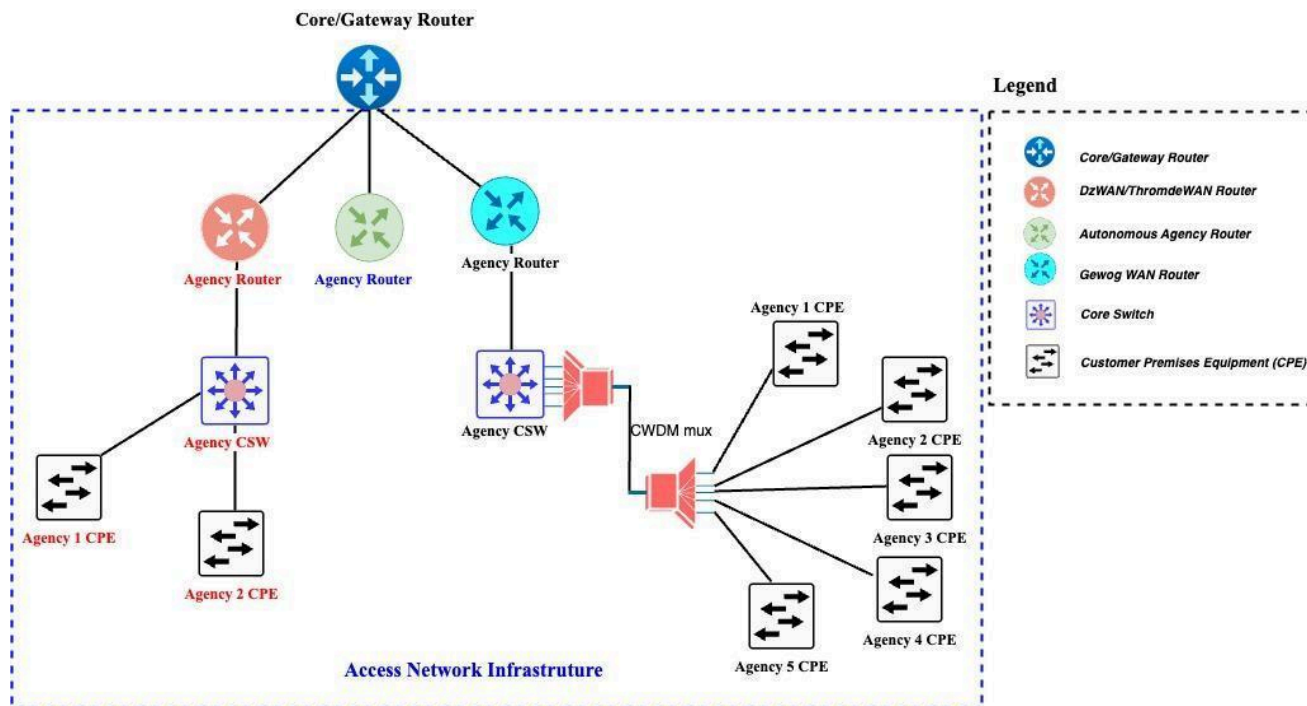 Core/Gateway Router
Legend
Core/Gateway Router
DzWAN/ThromdeWAN Router
Autonomous Agency Router
Gewog WAN Router
Core Switch
Customer Premises Equipment (CPE)
Agency Router
Agency Router
Agency Router
Agency 1 CPE
Agency CSW
Agency CSW
CWDM mux
Agency 2 CPE
Agency 1 CPE
Agency 3 CPE
Agency 2 CPE
Agency 4 CPE
Agency 5 CPE
Access Network Infrastruture